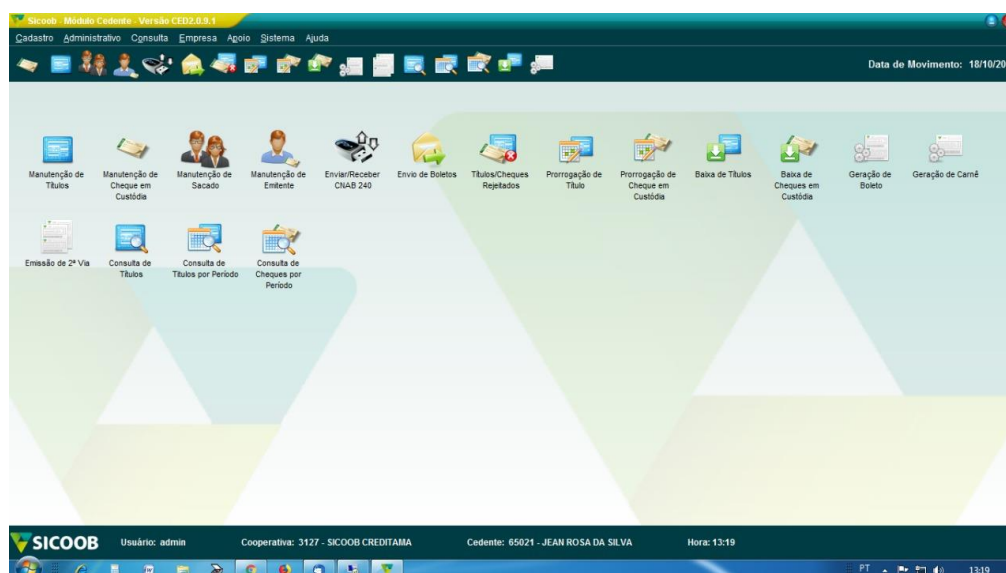 Sicoob - Módulo Cedente - Versão CED2.0.9.1
Cadastro Administrativo Consulta Empresa Apoio Sistema Ajuda
Data de Movimento: 18/10/20
Manutenção de
Títulos
Manutenção de
Cheque em
Custódia
Manutenção de
Sacado
Manutenção de
Emitente
Enviar/Receber
CNAB 240
Envio de Boletos
Títulos/Cheques
Rejeitados
Prorrogação de
Título
Prorrogação de
Cheque em
Custódia
Baixa de Títulos
Baixa de
Cheques em
Custódia
Geração de
Boleto
Geração de Carnê
Emissão de 2ª Via
Consulta de
Títulos
Consulta de
Títulos por Período
Consulta de
Cheques por
Período
SICOOB Usuário: admin Cooperativa: 3127 - SICOOB CREDITAMA Cedente: 65021 - JEAN ROSA DA SILVA Hora: 13:19
PT 13:19